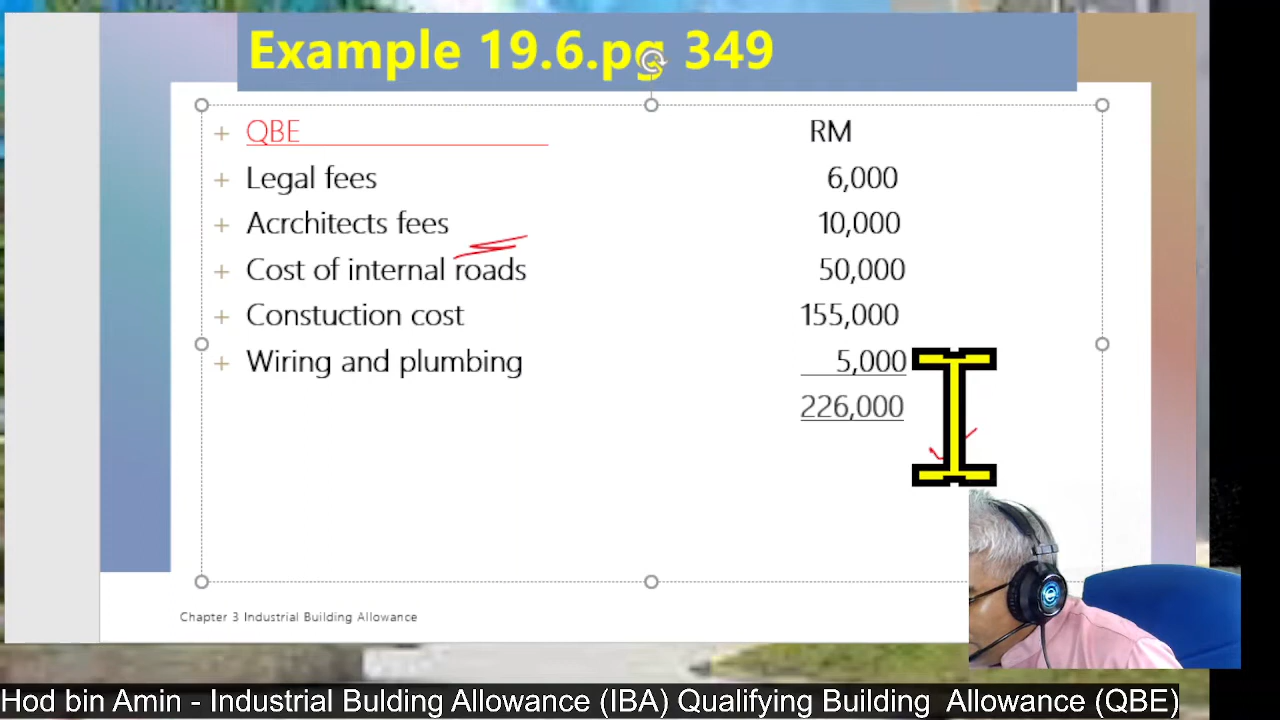 Example 19.6.pg 349
QBE RM
Legal fees 6,000
Acrchitects fees 10,000
Cost of internal roads 50,000
Constuction cost 155,000
Wiring and plumbing 5,000
226,000
Chapter 3 Industrial Building Allowance
Hod bin Amin - Industrial Bulding Allowance (IBA) Qualifying Building Allowance (QBE)